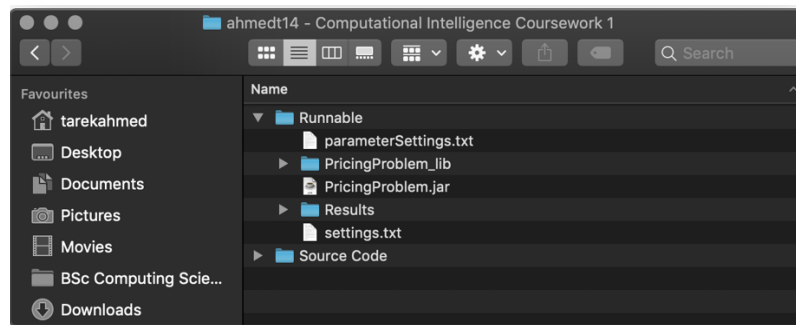 ahmedt14 - Computational Intelligence Coursework 1
Search
Favourites
tarekahmed
Desktop
Documents
Pictures
Movies
BSc Computing Scie...
Downloads
Name
Runnable
parameterSettings.txt
PricingProblem_lib
PricingProblem.jar
Results
settings.txt
Source Code